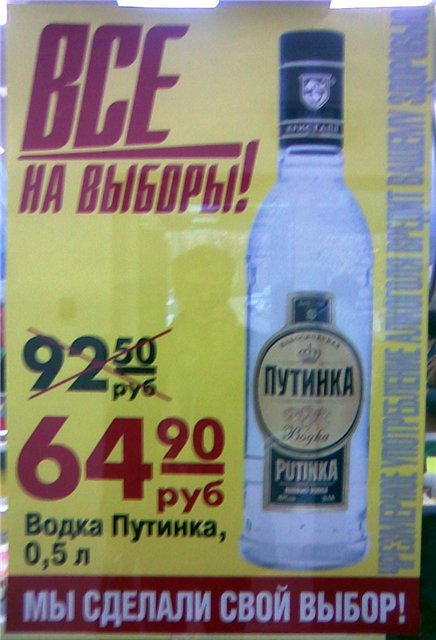 ВСЕ
НА ВЫБОРЫ!
92 50
руб
64 90
руб
Водка Путинка,
0,5 л
КРИСТАЛЛ
ПУТИНКА
Водка
PUTINKA
ЧРЕЗМЕРНОЕ УПОТРЕБЛЕНИЕ АЛКОГОЛЯ ВРЕДИТ ВАШЕМУ ЗДОРОВЬЮ
МЫ СДЕЛАЛИ СВОЙ ВЫБОР!